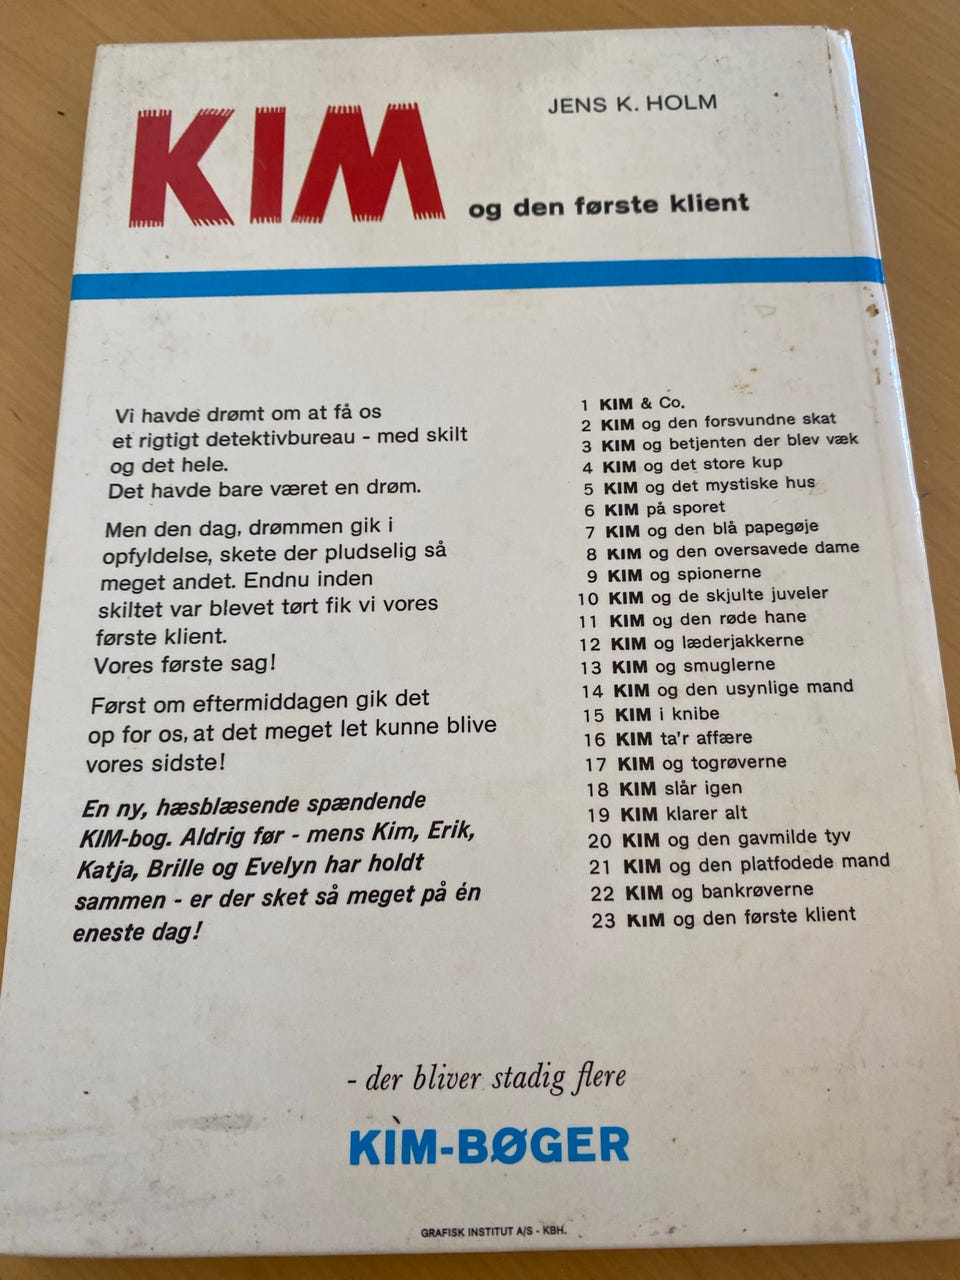 JENS K. HOLM
KIM og den første klient
Vi havde drømt om at få os
et rigtigt detektivbureau - med skilt
og det hele.
Det havde bare været en drøm.
Men den dag, drømmen gik i
opfyldelse, skete der pludselig så
meget andet. Endnu inden
skiltet var blevet tørt fik vi vores
første klient.
Vores første sag!
Først om eftermiddagen gik det
op for os, at det meget let kunne blive
vores sidste!
En ny, hæsblæsende spændende
KIM-bog. Aldrig før - mens Kim, Erik,
Katja, Brille og Evelyn har holdt
sammen - er der sket så meget på én
eneste dag!
1 KIM & Co.
2 KIM og den forsvundne skat
3 KIM og betjenten der blev væk
4 KIM og det store kup
5 KIM og det mystiske hus
6 KIM på sporet
7 KIM og den blå papegøje
8 KIM og den oversavede dame
9 KIM og spionerne
10 KIM og de skjulte juveler
11 KIM og den røde hane
12 KIM og læderjakkerne
13 KIM og smuglerne
14 KIM og den usynlige mand
15 KIM i knibe
16 KIM ta'r affære
17 KIM og togrøverne
18 KIM slår igen
19 KIM klarer alt
20 KIM og den gavmilde tyv
21 KIM og den platfodede mand
22 KIM og bankrøverne
23 KIM og den første klient
- der bliver stadig flere
KIM-BØGER
GRAFISK INSTITUT A/S - KBH.